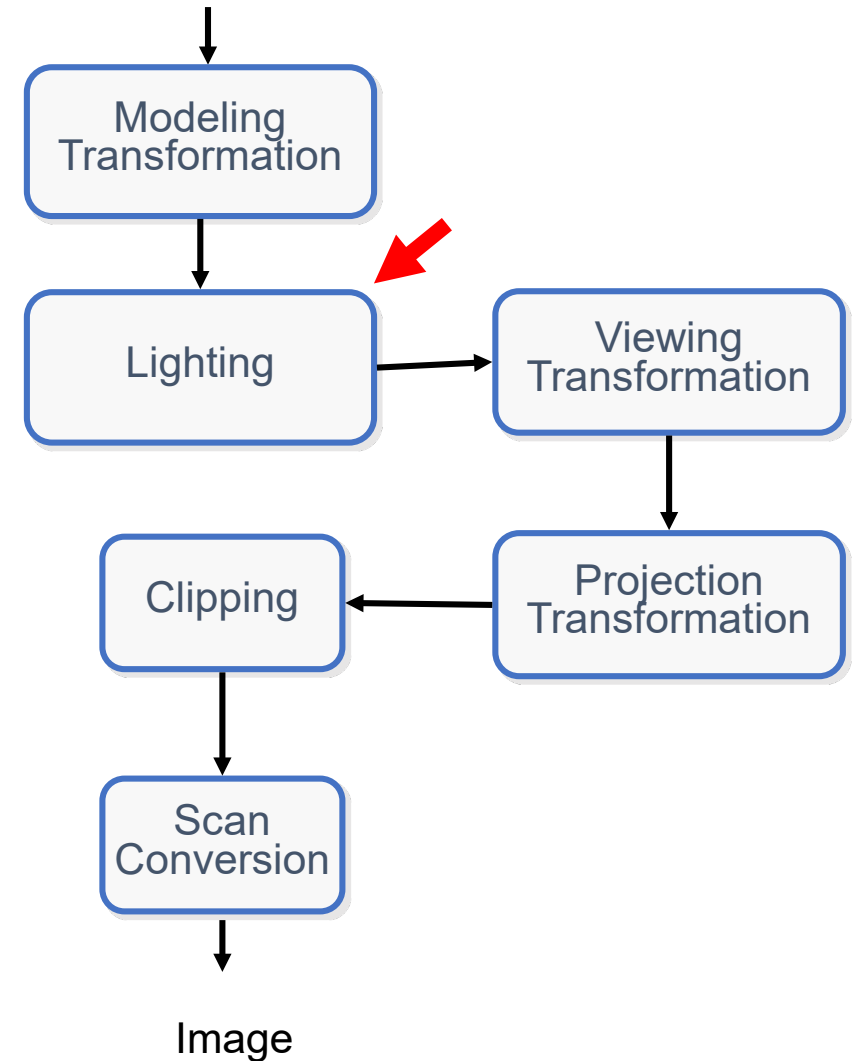 Modeling
Transformation
Lighting
Viewing
Transformation
Projection
Transformation
Clipping
Scan
Conversion
Image